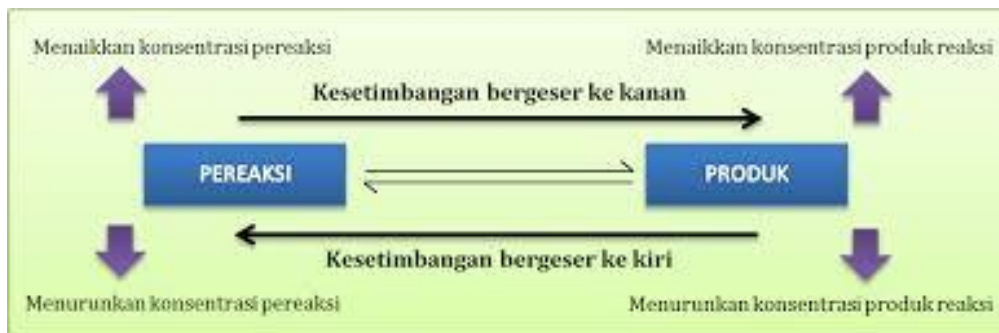 Menaikkan konsentrasi pereaksi
Menaikkan konsentrasi produk reaksi
Kesetimbangan bergeser ke kanan
PEREAKSI
PRODUK
Kesetimbangan bergeser ke kiri
Menurunkan konsentrasi pereaksi
Menurunkan konsentrasi produk reaksi